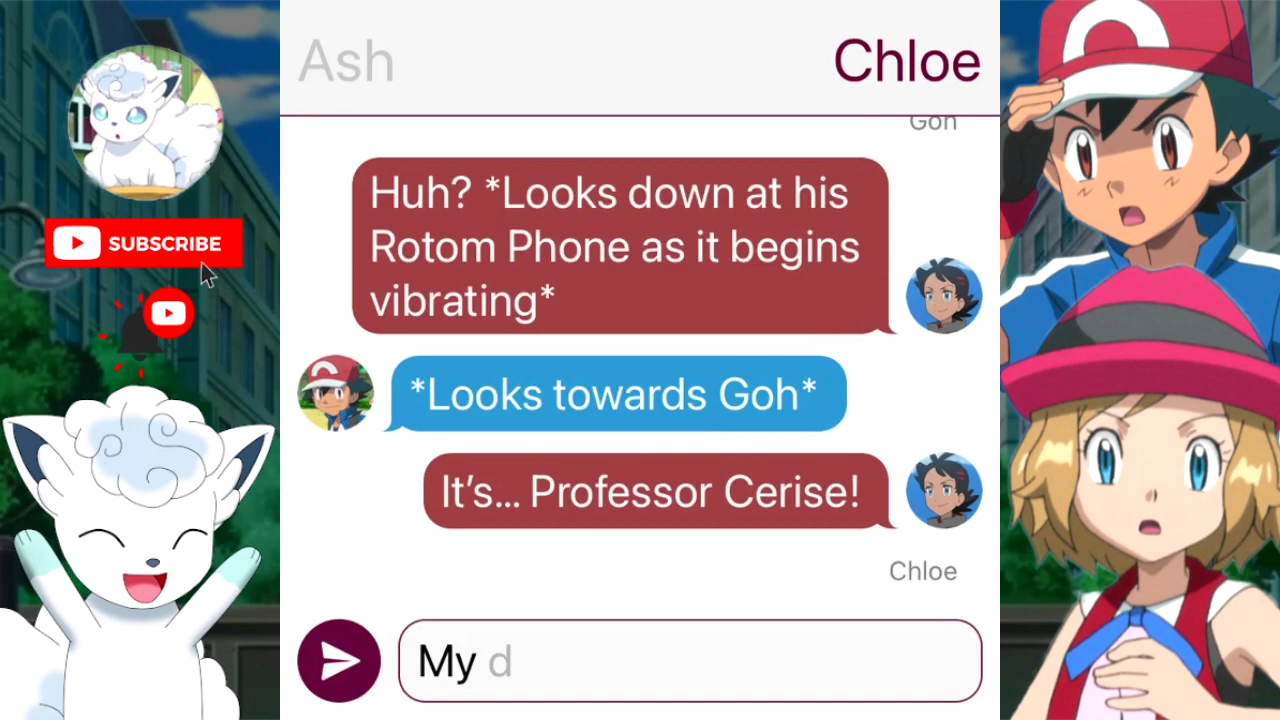 Ash
Chloe
Goh
Huh? *Looks down at his
Rotom Phone as it begins
vibrating*
*Looks towards Goh*
It's... Professor Cerise!
Chloe
My d
SUBSCRIBE